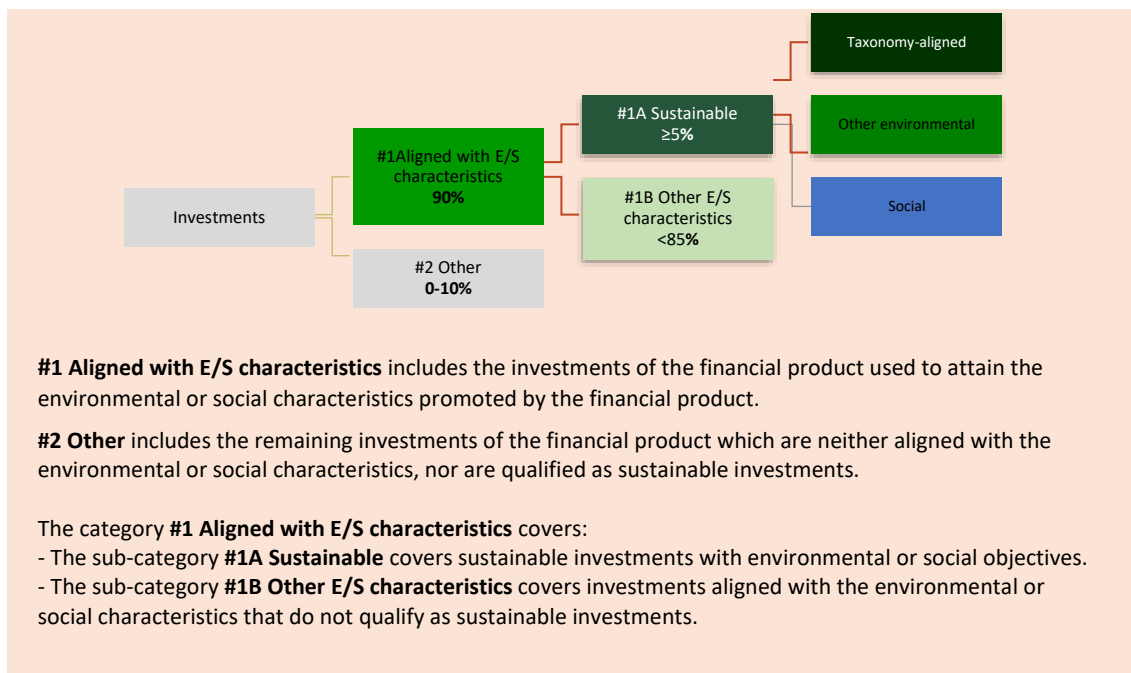 Taxonomy-aligned
#1A Sustainable
≥5%
Other environmental
#1Aligned with E/S
characteristics
90%
#1B Other E/S
characteristics
<85%
Social
Investments
#2 Other
0-10%
#1 Aligned with E/S characteristics includes the investments of the financial product used to attain the
environmental or social characteristics promoted by the financial product.
#2 Other includes the remaining investments of the financial product which are neither aligned with the
environmental or social characteristics, nor are qualified as sustainable investments.
The category #1 Aligned with E/S characteristics covers:
- The sub-category #1A Sustainable covers sustainable investments with environmental or social objectives.
- The sub-category #1B Other E/S characteristics covers investments aligned with the environmental or
social characteristics that do not qualify as sustainable investments.